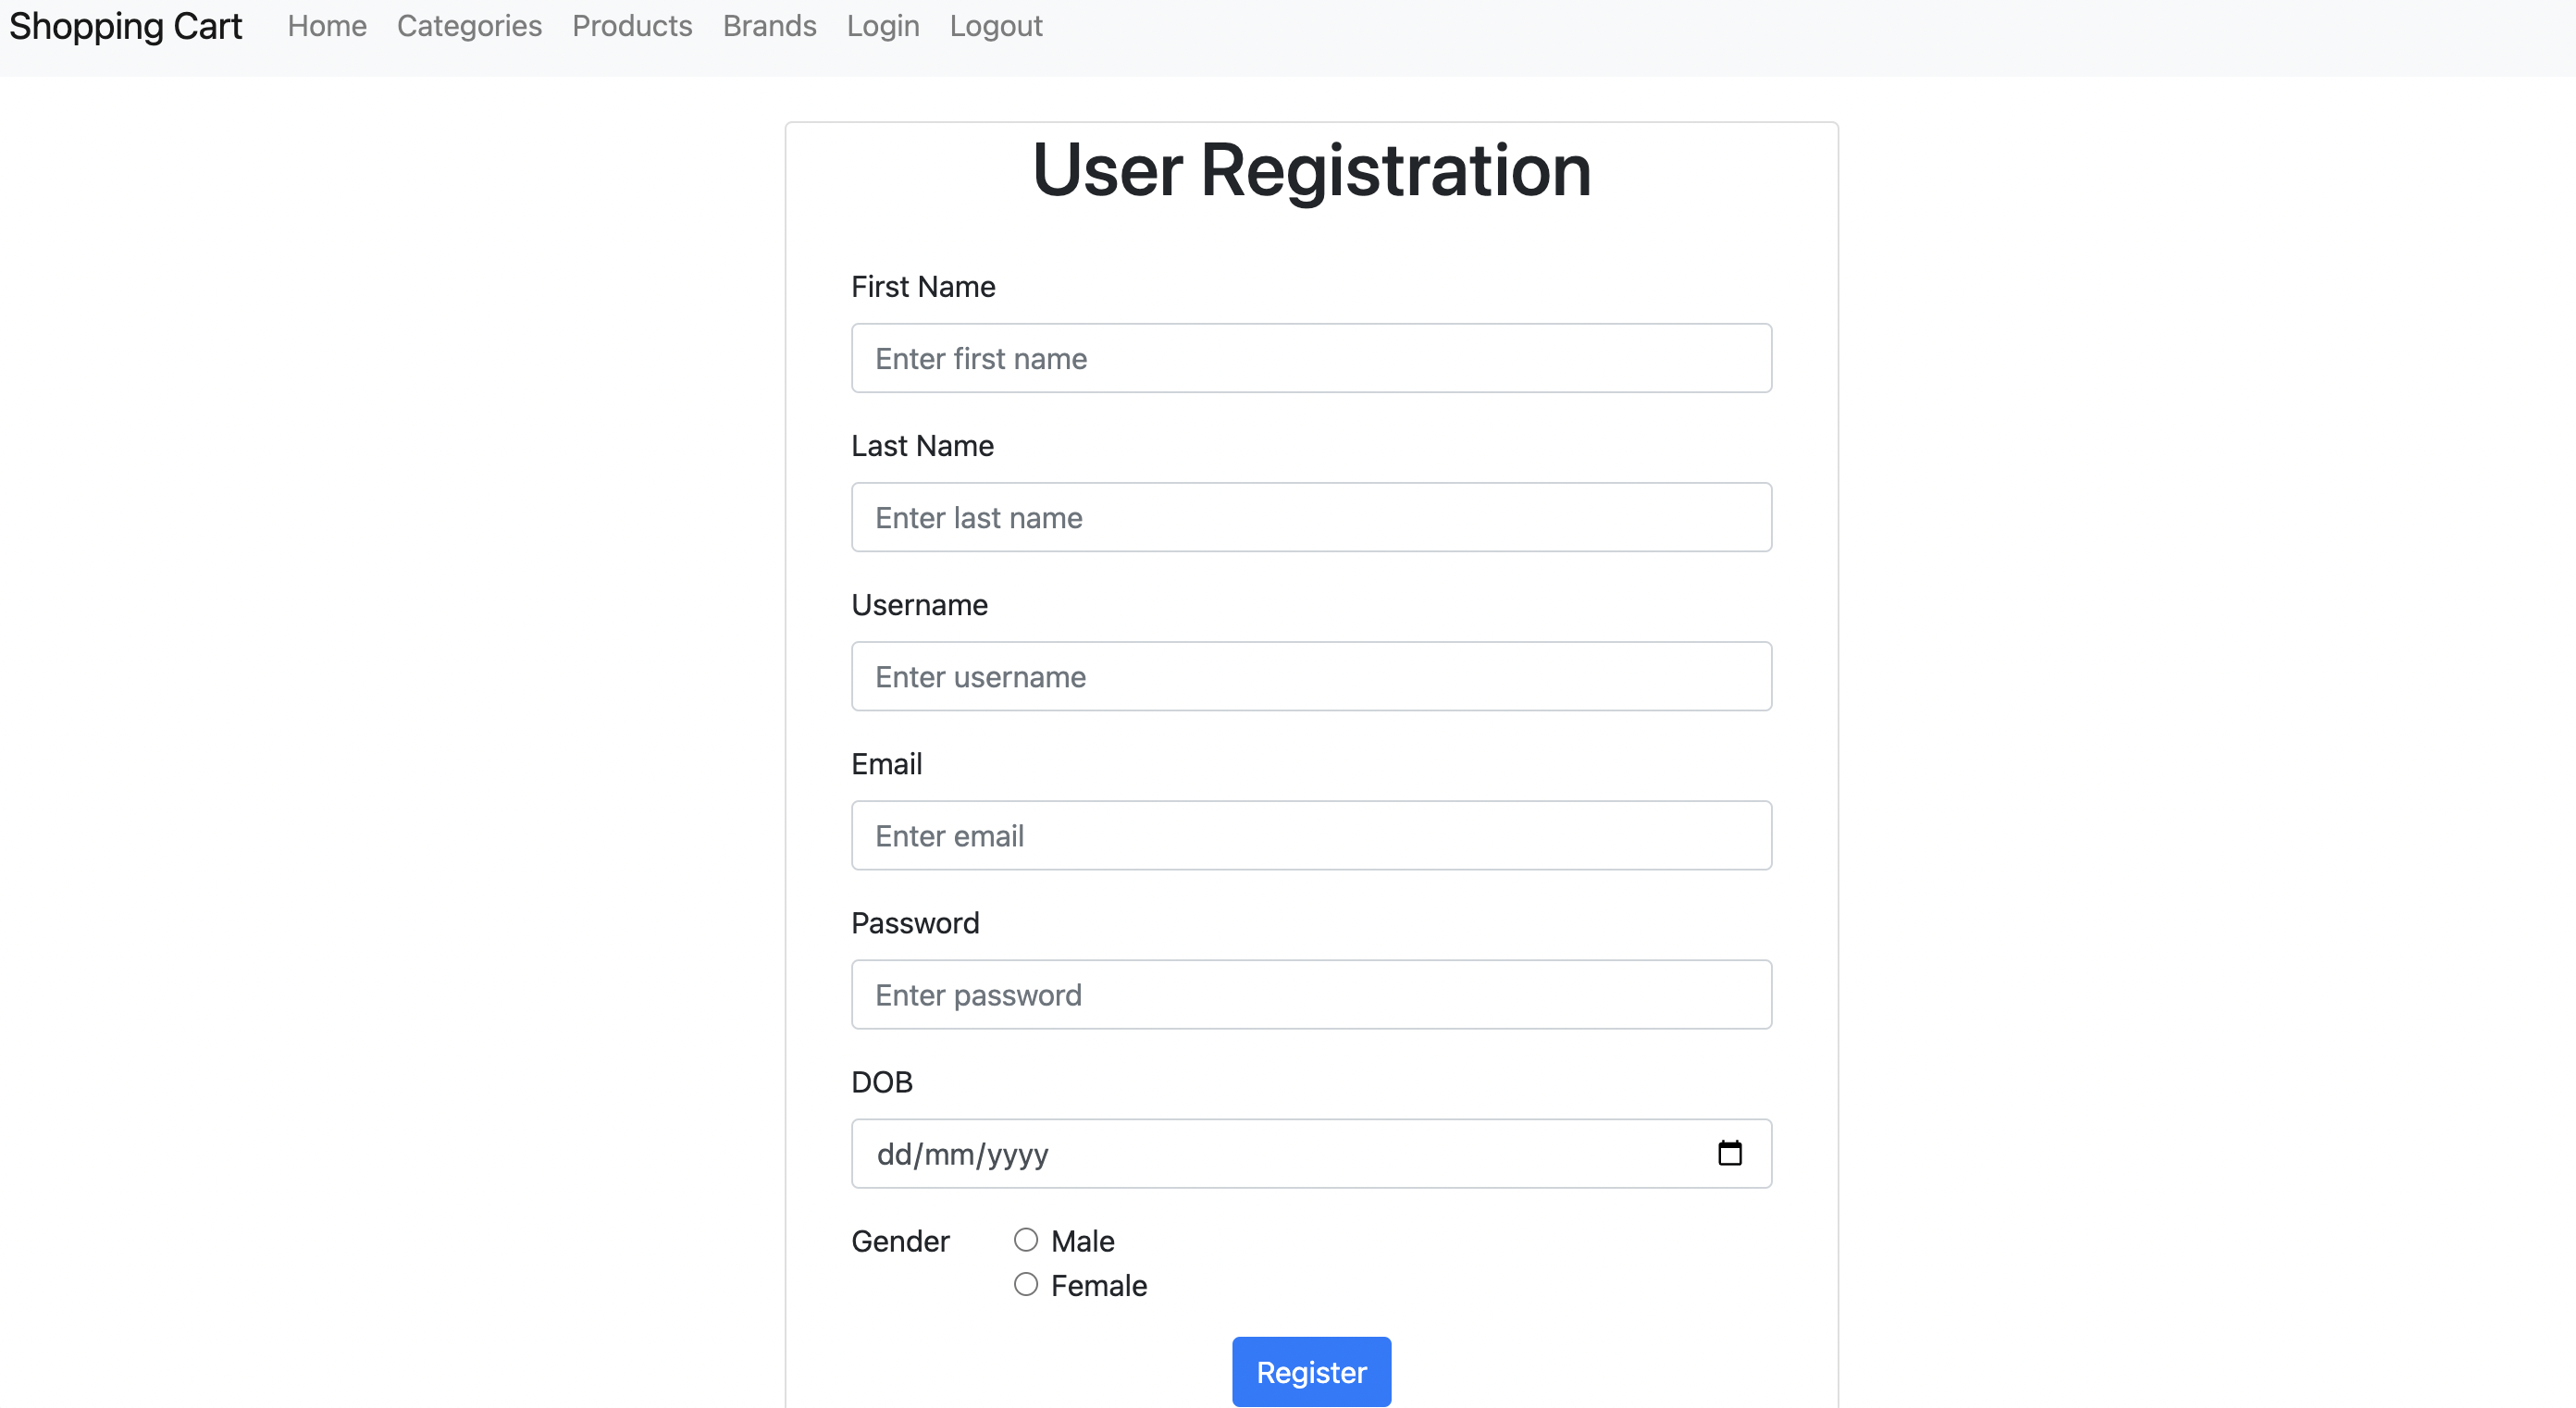 Shopping Cart Home Categories Products Brands Login Logout
User Registration
First Name
Enter first name
Last Name
Enter last name
Username
Enter username
Email
Enter email
Password
Enter password
DOB
dd/mm/yyyy
Gender Male
Female
Register